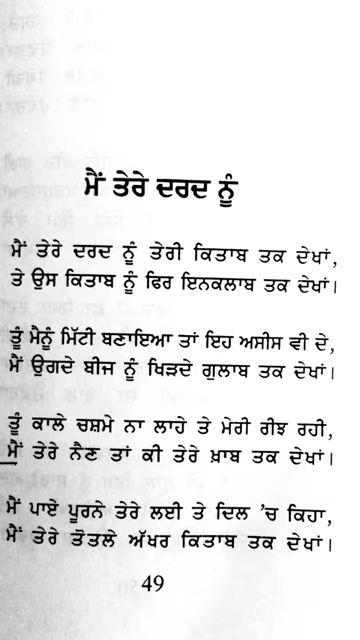 ਮੈਂ ਤੇਰੇ ਦਰਦ ਨੂੰ
ਮੈਂ ਤੇਰੇ ਦਰਦ ਨੂੰ ਤੇਰੀ ਕਿਤਾਬ ਤਕ ਦੇਖਾਂ,
ਤੇ ਉਸ ਕਿਤਾਬ ਨੂੰ ਫਿਰ ਇਨਕਲਾਬ ਤਕ ਦੇਖਾਂ।
ਤੂੰ ਮੈਨੂੰ ਮਿੱਟੀ ਬਣਾਇਆ ਤਾਂ ਇਹ ਅਸੀਸ ਵੀ ਦੇ,
ਮੈਂ ਉਗਦੇ ਬੀਜ ਨੂੰ ਖਿੜਦੇ ਗੁਲਾਬ ਤਕ ਦੇਖਾਂ।
ਤੂੰ ਕਾਲੇ ਚਸ਼ਮੇ ਨਾ ਲਾਹੇ ਤੇ ਮੇਰੀ ਰੀਝ ਰਹੀ,
ਮੈਂ ਤੇਰੇ ਨੈਣ ਤਾਂ ਕੀ ਤੇਰੇ ਖ਼ਾਬ ਤਕ ਦੇਖਾਂ।
ਮੈਂ ਪਾਏ ਪੂਰਨੇ ਤੇਰੇ ਲਈ ਤੇ ਦਿਲ 'ਚ ਕਿਹਾ,
ਮੈਂ ਤੇਰੇ ਤੋਤਲੇ ਅੱਖਰ ਕਿਤਾਬ ਤਕ ਦੇਖਾਂ।
49